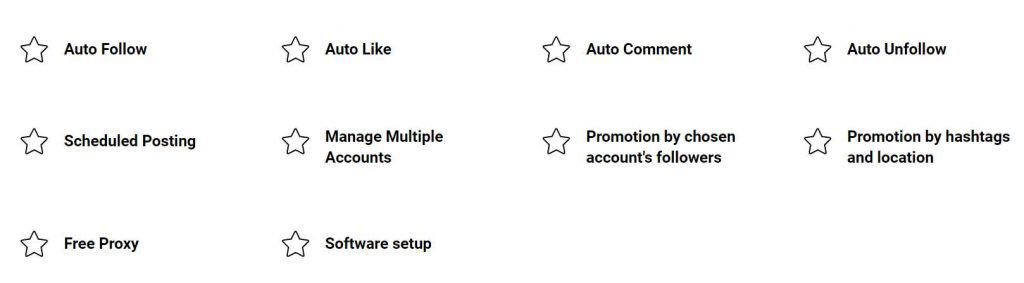 Auto Follow
Auto Like
Auto Comment
Auto Unfollow
Scheduled Posting
Manage Multiple
Accounts
Promotion by chosen
account's followers
Promotion by hashtags
and location
Free Proxy
Software setup